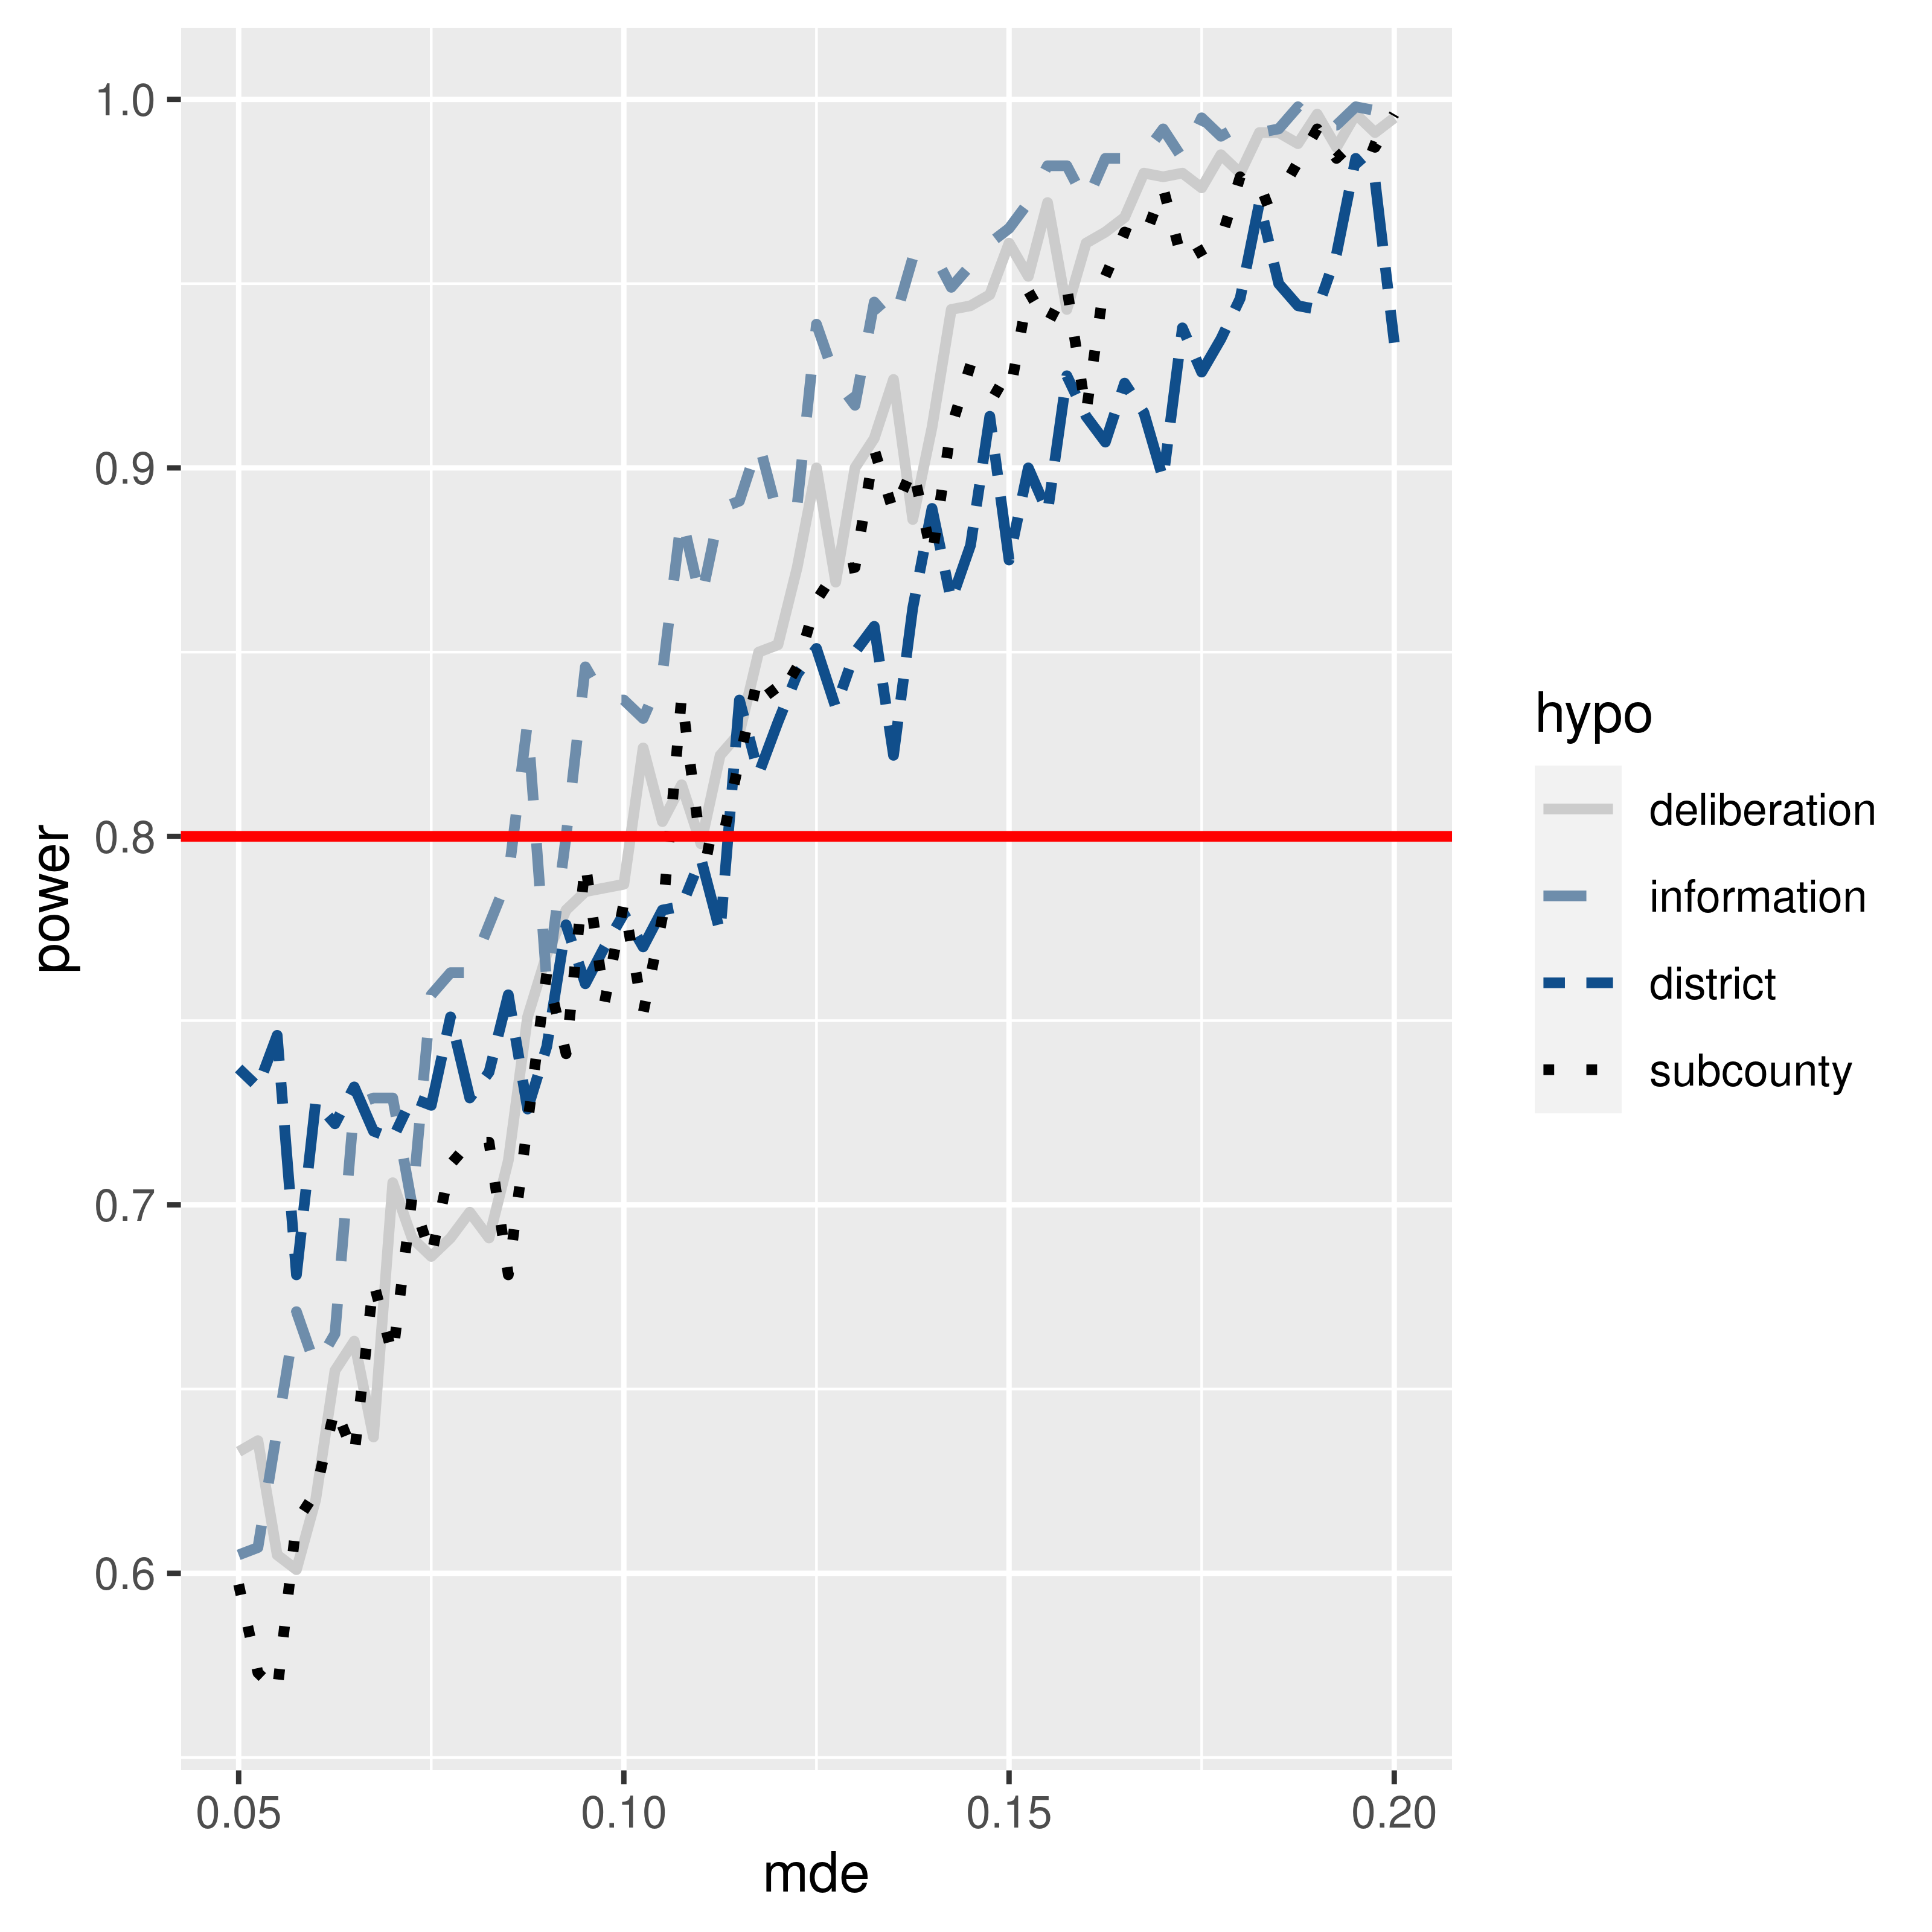 1.0
0.9
0.8
0.7
0.6
power
0.05
0.10
0.15
0.20
mde
hypo
deliberation
information
district
subcounty